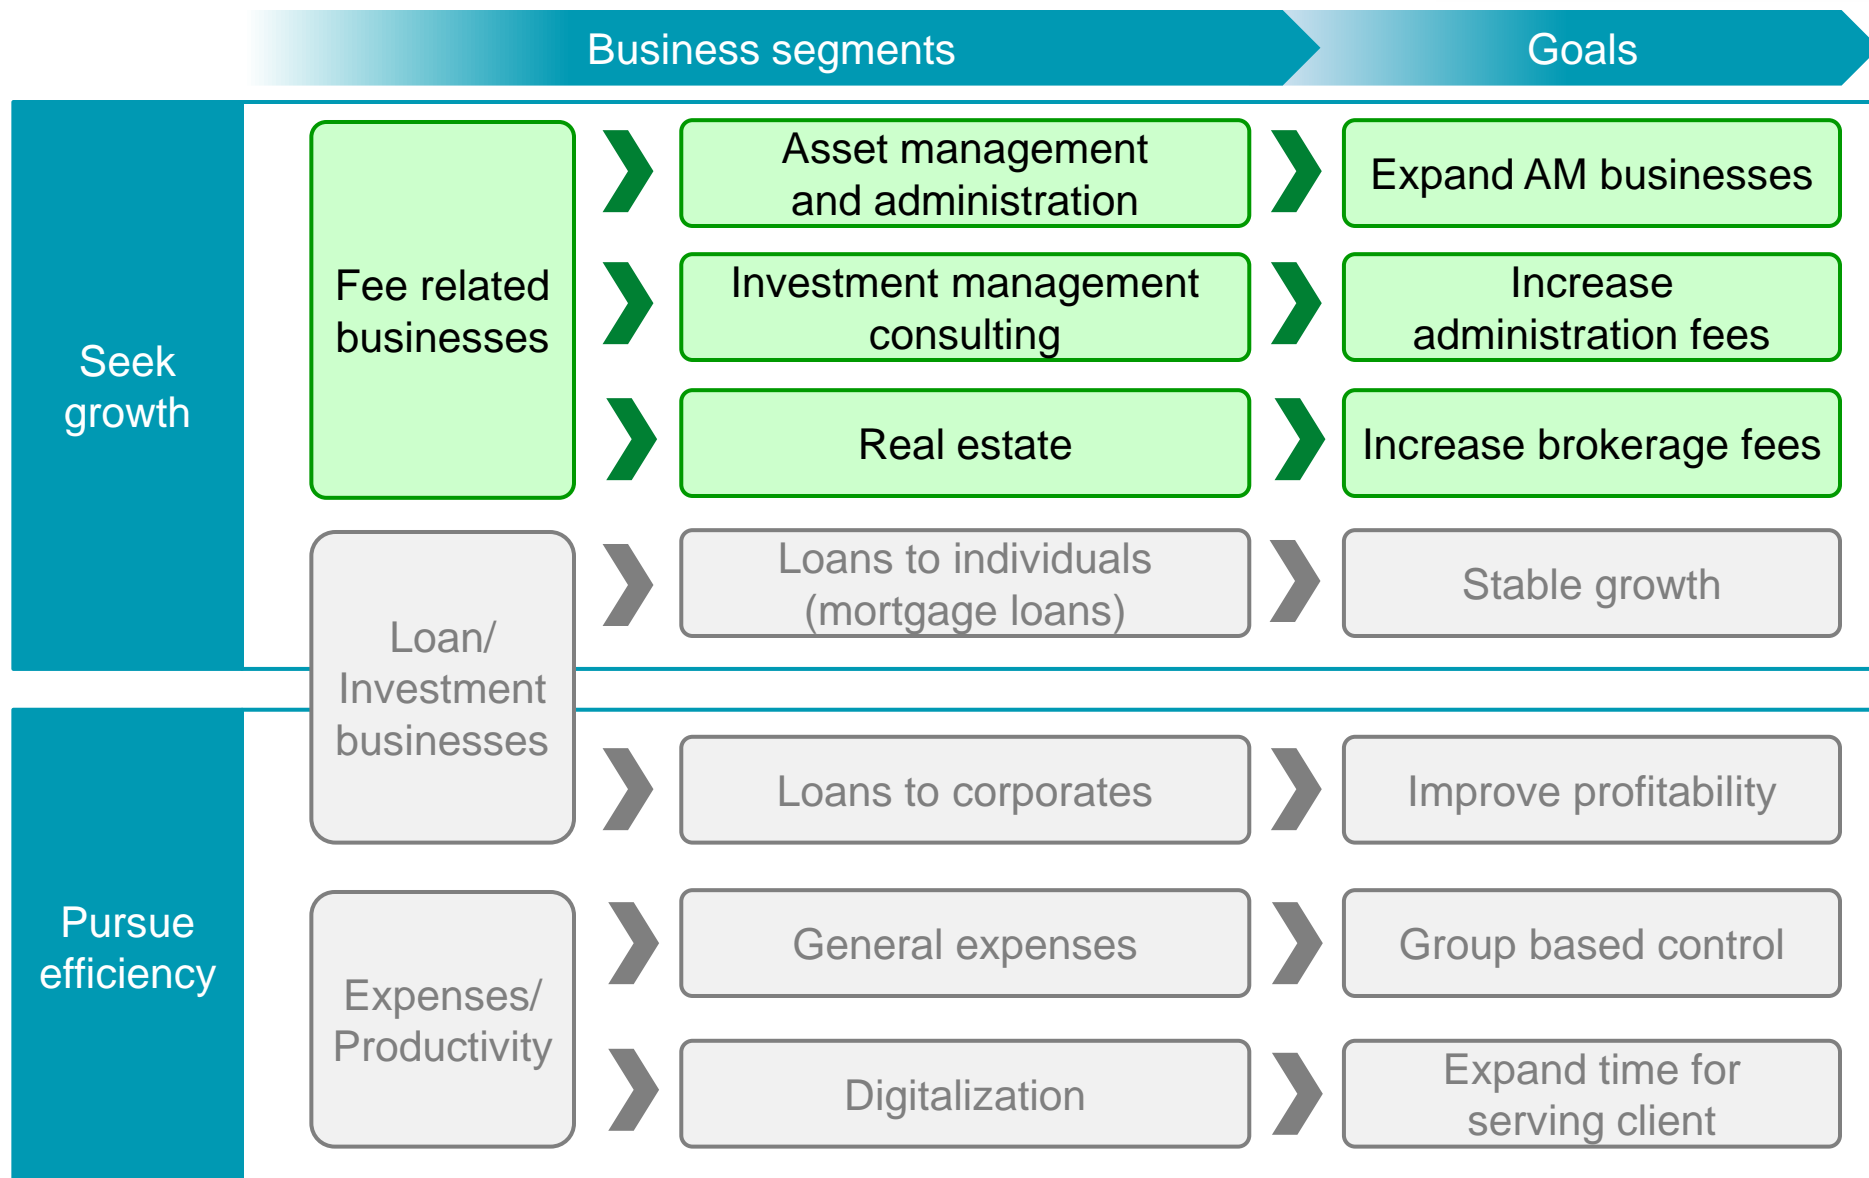 Business segments
Goals
Seek
growth
Fee related
businesses
Asset management
and administration
Expand AM businesses
Investment management
consulting
Increase
administration fees
Real estate
Increase brokerage fees
Loan/
Investment
businesses
Loans to individuals
(mortgage loans)
Stable growth
Loans to corporates
Improve profitability
Pursue
efficiency
Expenses/
Productivity
General expenses
Group based control
Digitalization
Expand time for
serving client